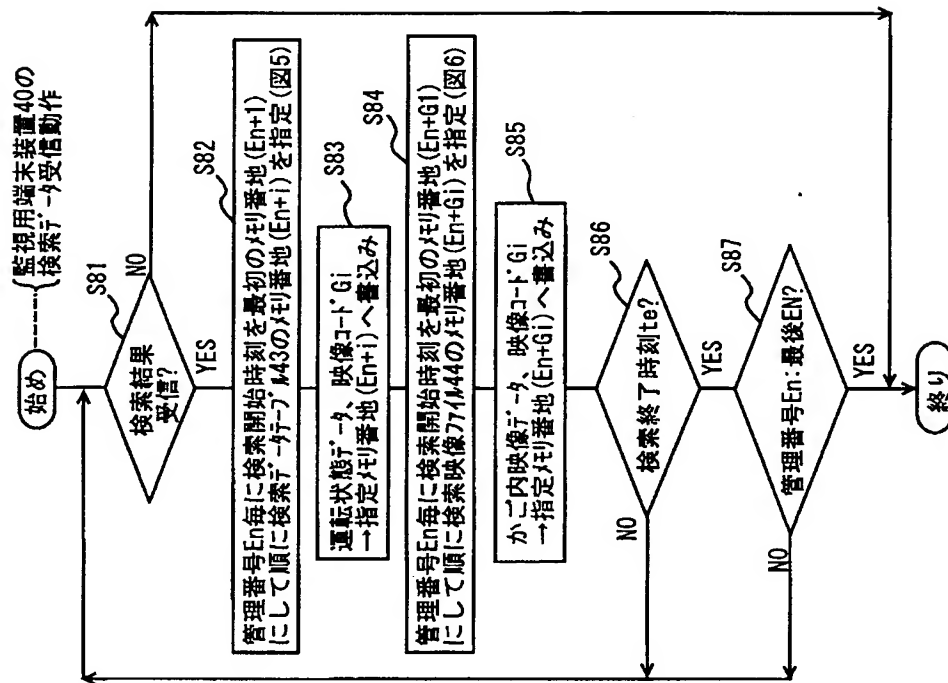 始め
監視用端末装置40の
検索ﾃﾞｰﾀ受信動作
S81
検索結果
受信?
NO
YES
S82
管理番号En毎に検索開始時刻を最初のﾒﾓﾘ番地(En+1)
にして順に検索ﾃﾞｰﾀﾃｰﾌﾞﾙ43のﾒﾓﾘ番地(En+i)を指定(図5)
S83
運転状態ﾃﾞｰﾀ、映像ｺｰﾄﾞGi
→指定ﾒﾓﾘ番地(En+i)へ書込み
S84
管理番号En毎に検索開始時刻を最初のﾒﾓﾘ番地(En+G1)
にして順に検索映像ﾌｧｲﾙ44のﾒﾓﾘ番地(En+Gi)を指定(図6)
S85
かご内映像ﾃﾞｰﾀ、映像ｺｰﾄﾞGi
→指定ﾒﾓﾘ番地(En+Gi)へ書込み
S86
検索終了時刻te?
NO
YES
S87
管理番号En:最後EN?
NO
YES
終り